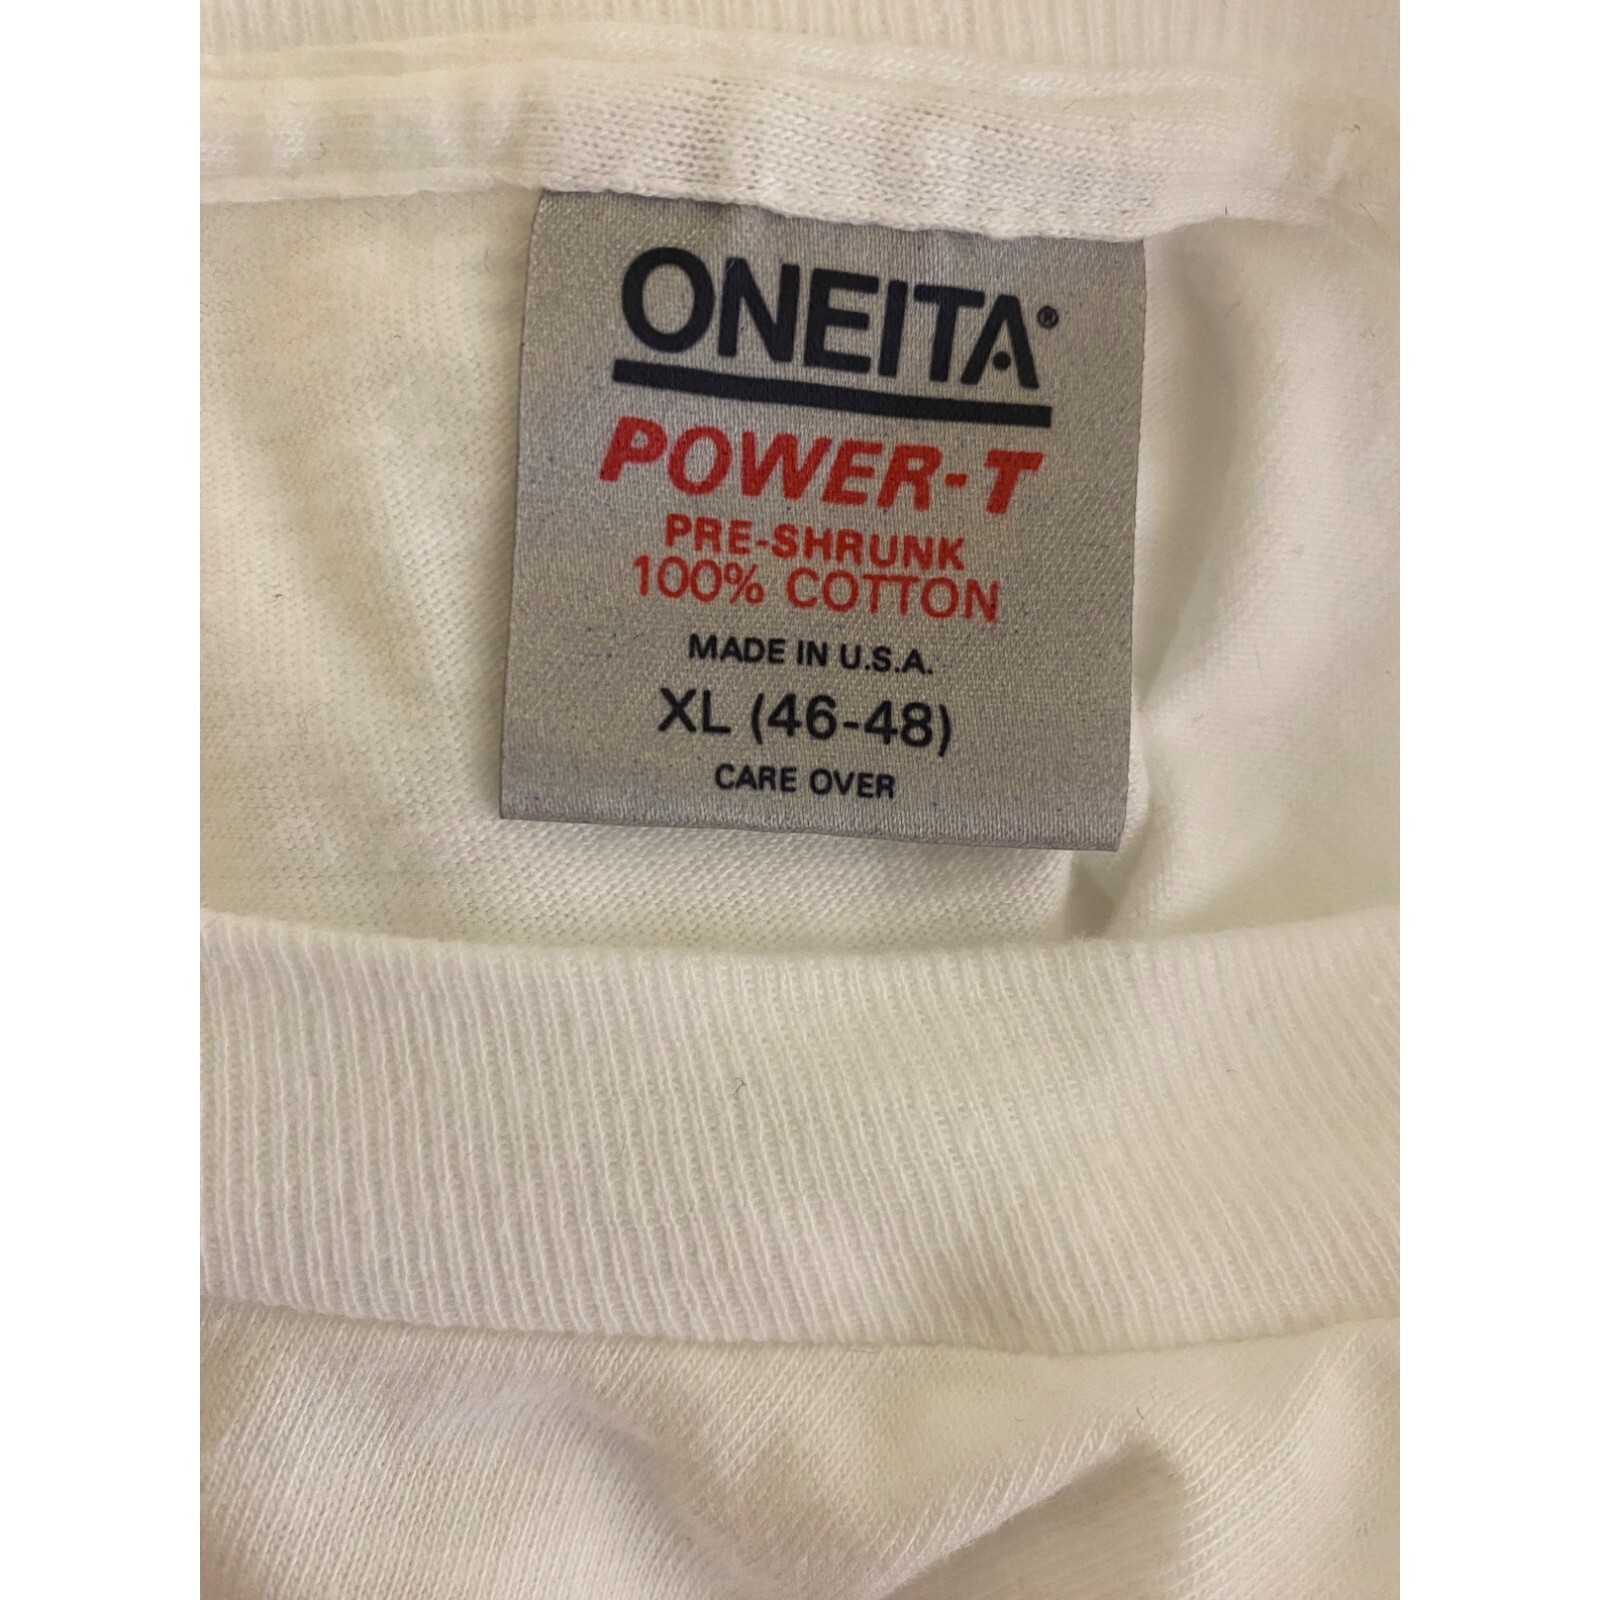 ONEITA®
POWER-T
PRE-SHRUNK
100% COTTON
MADE IN U.S.A.
XL (46-48)
CARE OVER